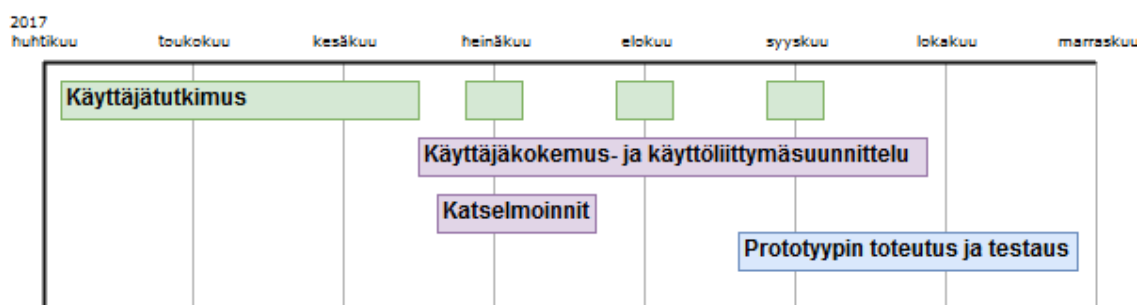 2017
huhtikuu toukokuu kesäkuu heinäkuu elokuu syyskuu lokakuu marraskuu
Käyttäjätutkimus
Käyttäjäkokemus- ja käyttöliittymäsuunnittelu
Katselmoinnit
Prototyypin toteutus ja testaus